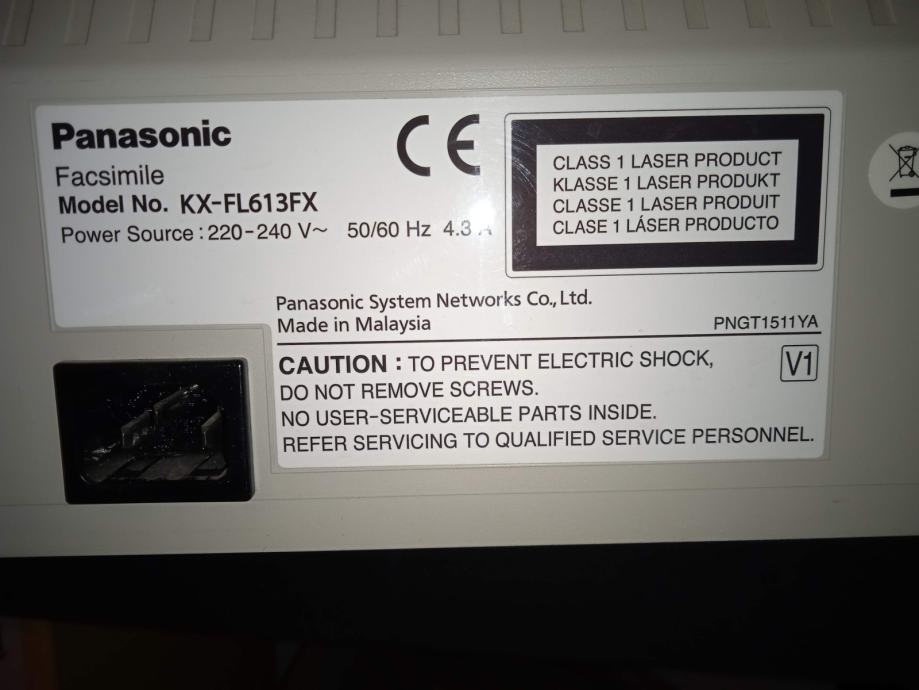 Panasonic
CE
Facsimile
Model No. KX-FL613FX
Power Source : 220-240 V~ 50/60 Hz 4.3 A
CLASS 1 LASER PRODUCT
KLASSE 1 LASER PRODUKT
CLASSE 1 LASER PRODUIT
CLASE 1 LÁSER PRODUCTO
Panasonic System Networks Co., Ltd.
Made in Malaysia
PNGT1511YA
CAUTION : TO PREVENT ELECTRIC SHOCK,
DO NOT REMOVE SCREWS.
NO USER-SERVICEABLE PARTS INSIDE.
REFER SERVICING TO QUALIFIED SERVICE PERSONNEL.
V1